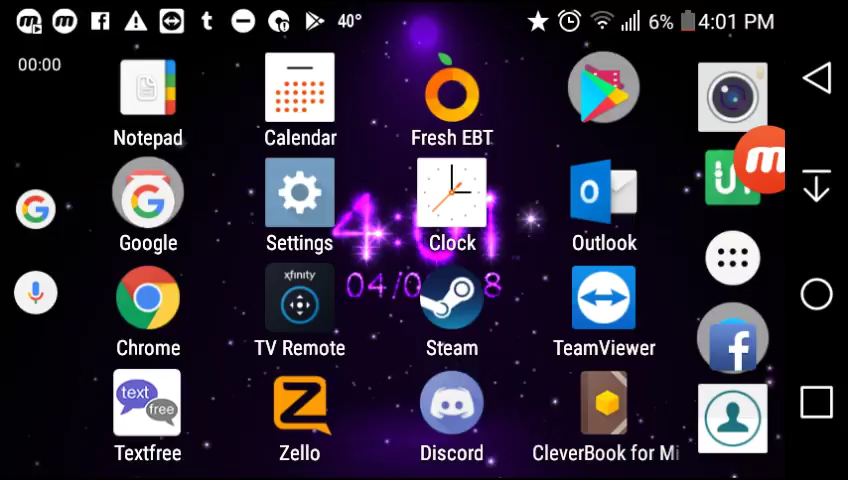 40° 6% 4:01 PM
00:00
Notepad Calendar Fresh EBT
Google Settings Clock Outlook
xfinity
Chrome TV Remote Steam TeamViewer
text
free
Textfree Zello Discord CleverBook for Mi